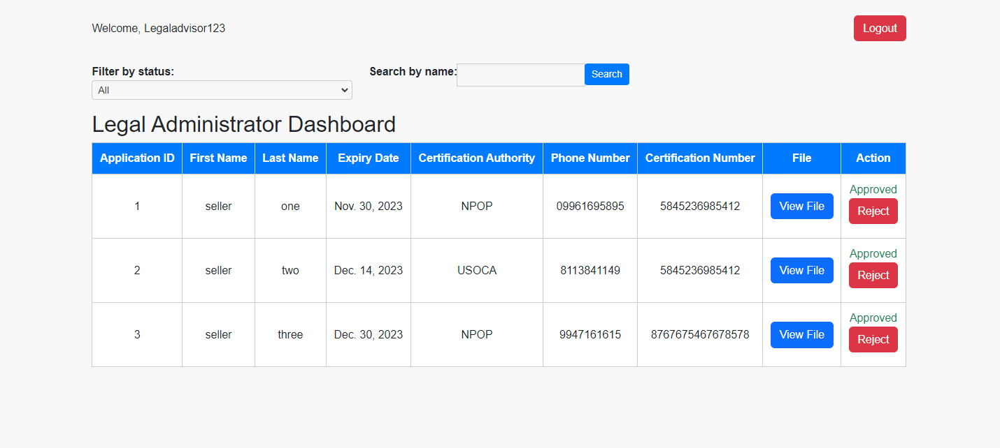 Welcome, Legaladvisor123 Logout
Filter by status: Search by name: Search
All
Legal Administrator Dashboard
Application ID First Name Last Name Expiry Date Certification Authority Phone Number Certification Number File Action
1 seller one Nov. 30, 2023 NPOP 09961695895 5845236985412 View File Approved
Reject
2 seller two Dec. 14, 2023 USOCA 8113841149 5845236985412 View File Approved
Reject
3 seller three Dec. 30, 2023 NPOP 9947161615 8767675467678578 View File Approved
Reject